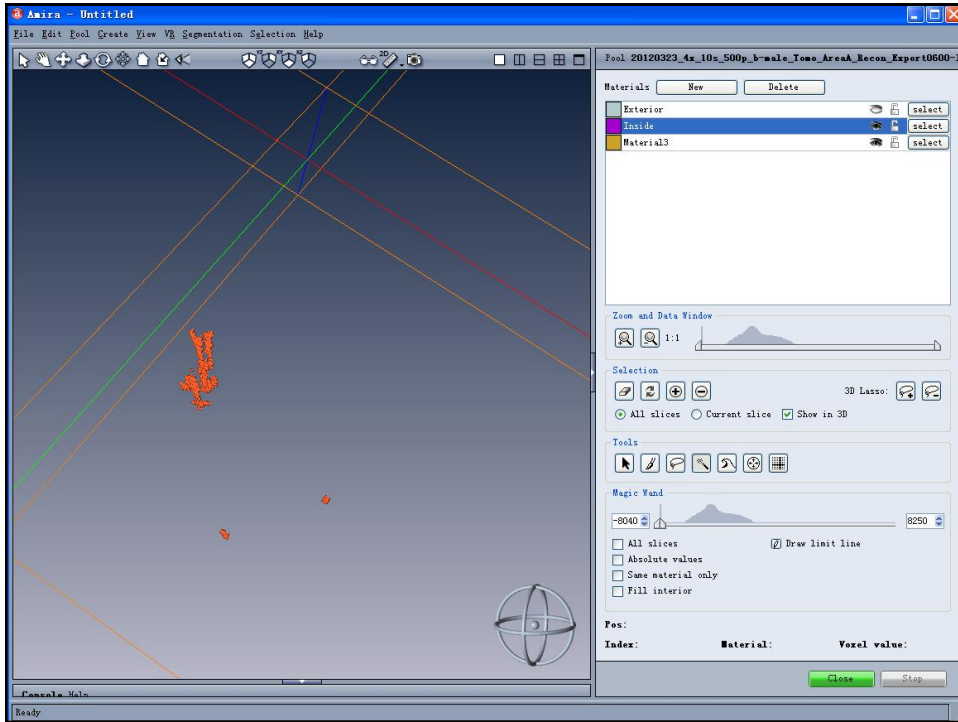 Amira - Untitled
File Edit Pool Create View VR Segmentation Selection Help
2D
Pool 20120323_4x_10s_500p_b-male_Tomo_AreaA_Recon_Export0600-
Materials New Delete
Exterior select
Inside select
Material3 select
Zoom and Data Window
1:1
Selection
3D Lasso:
All slices Current slice Show in 3D
Tools
Magic Wand
-8040 8250
All slices Draw limit line
Absolute values
Same material only
Fill interior
Pos:
Index: Material: Voxel value:
Close Stop
Console Help
Ready